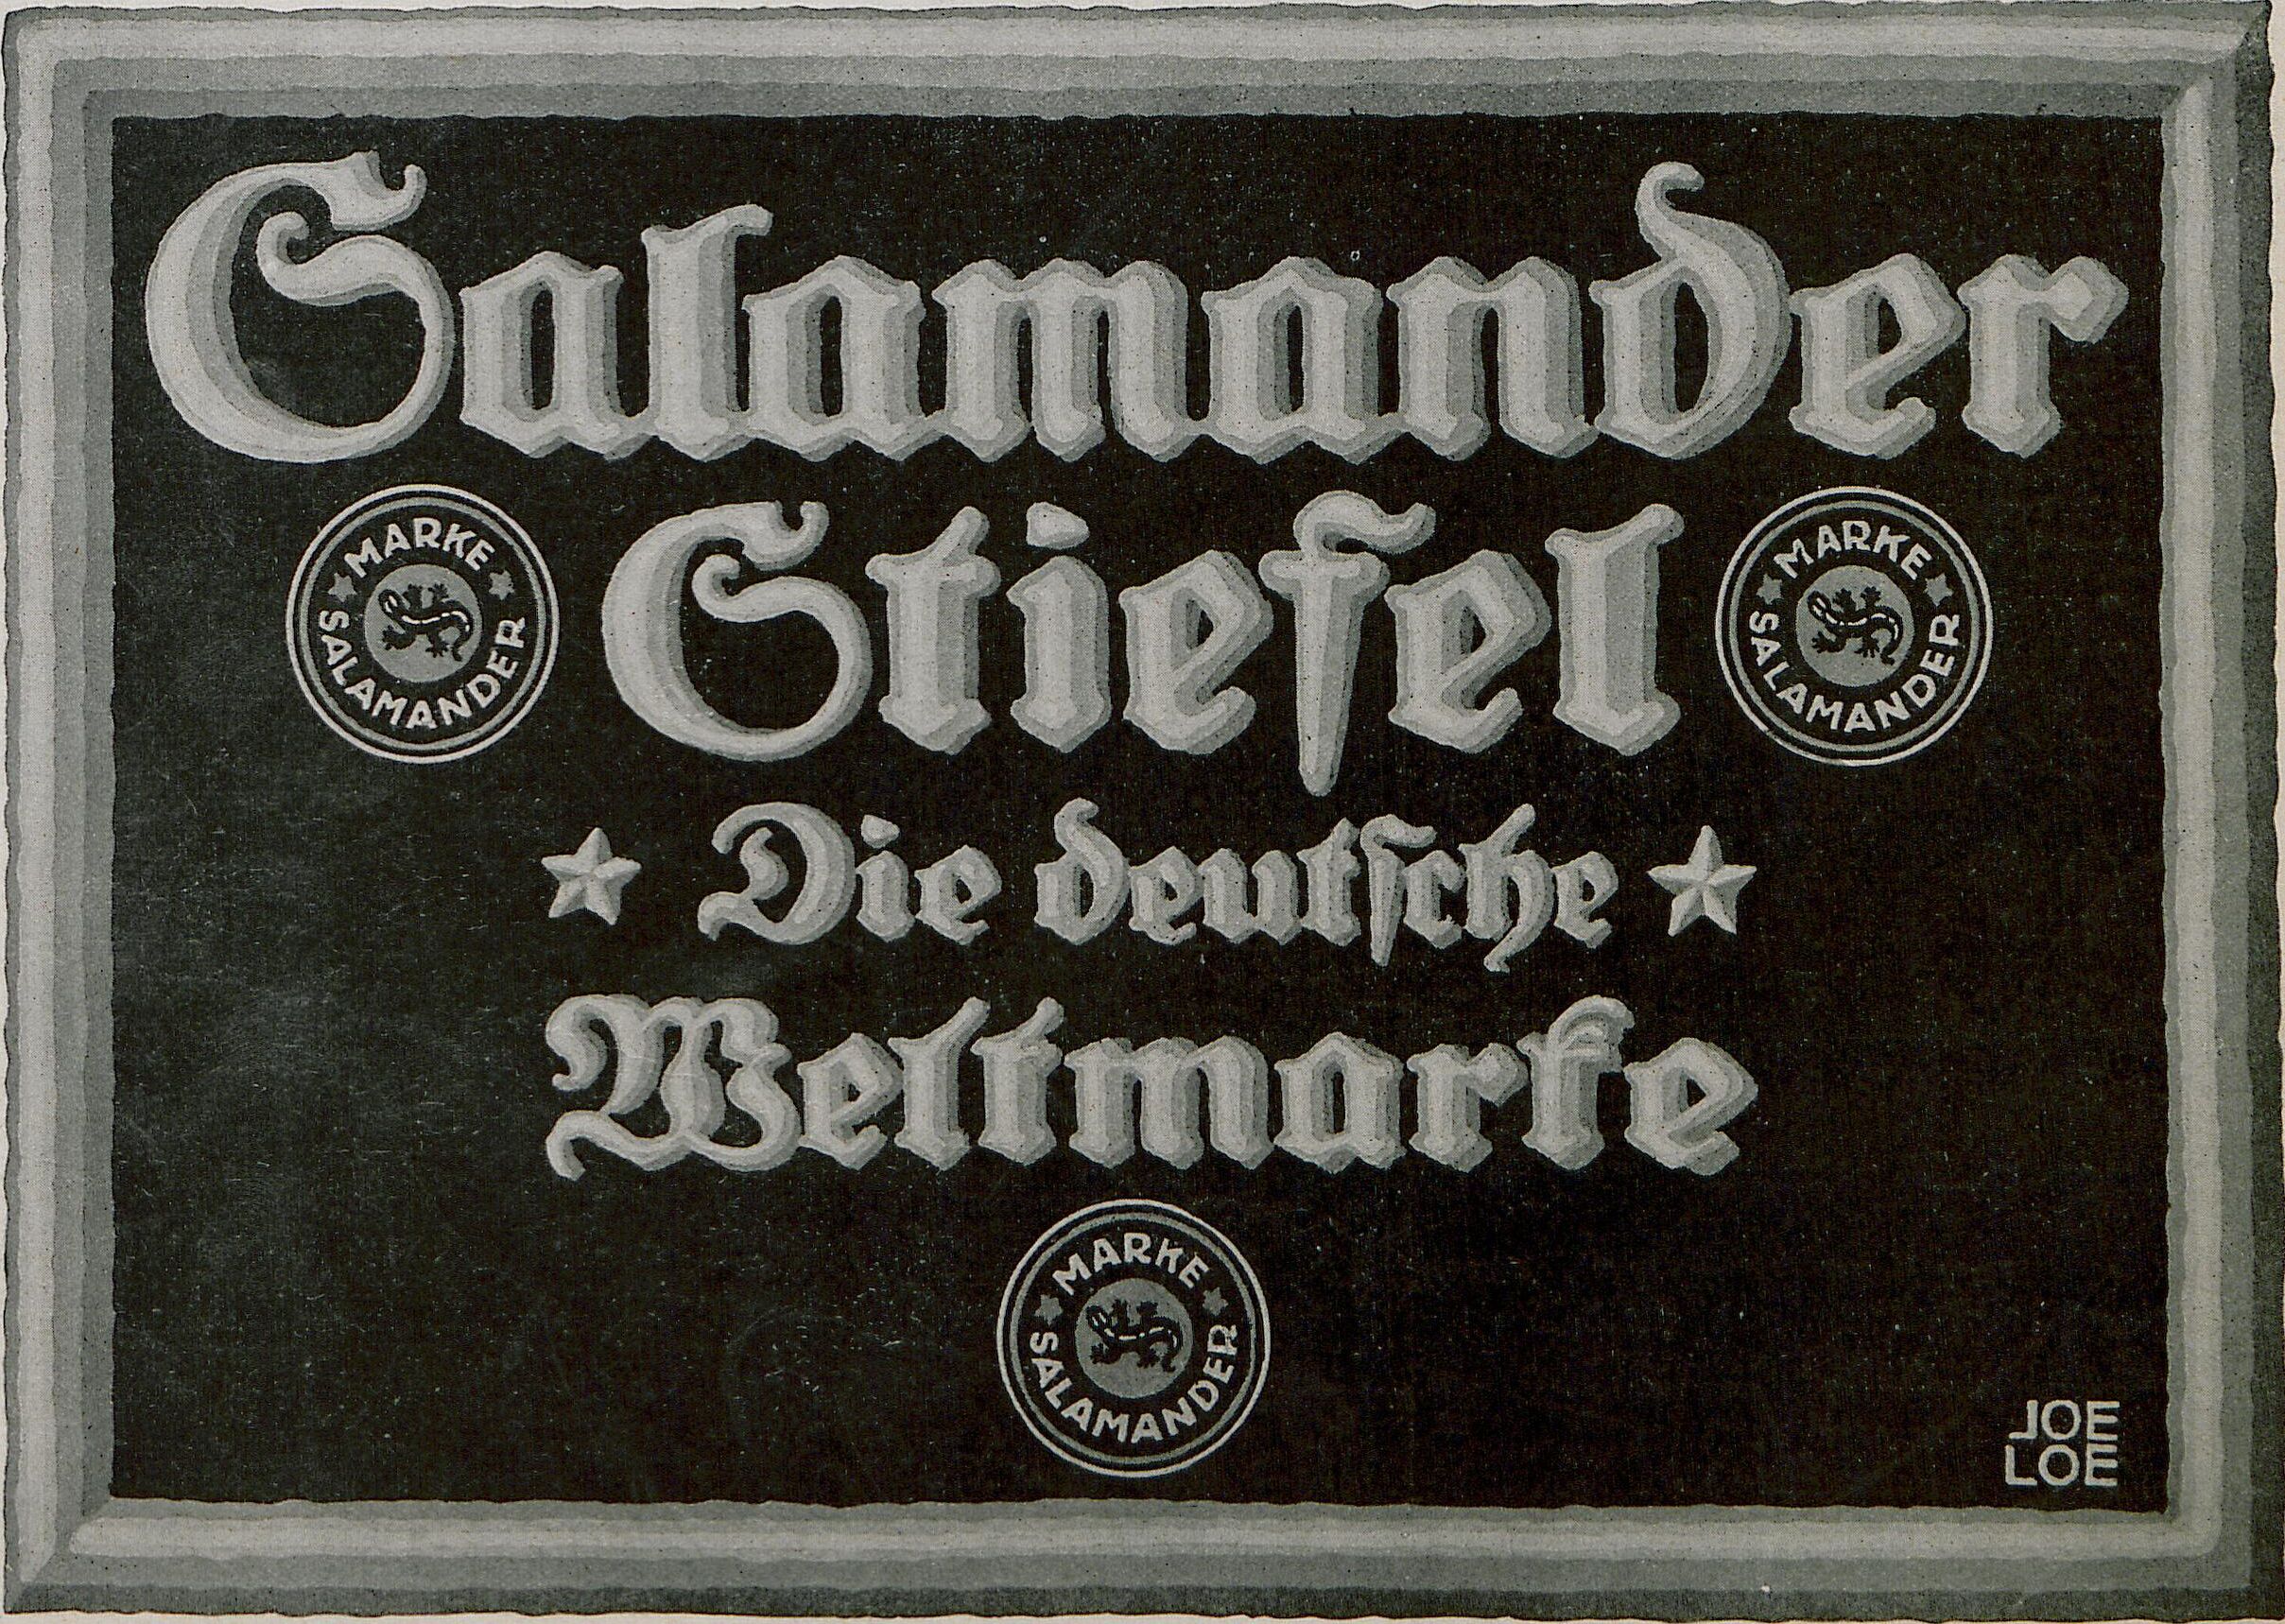 Salamander
MARKE SALAMANDER
Stiefel
MARKE SALAMANDER
Die deutſche
Weltmarke
MARKE SALAMANDER
JOE
LOE